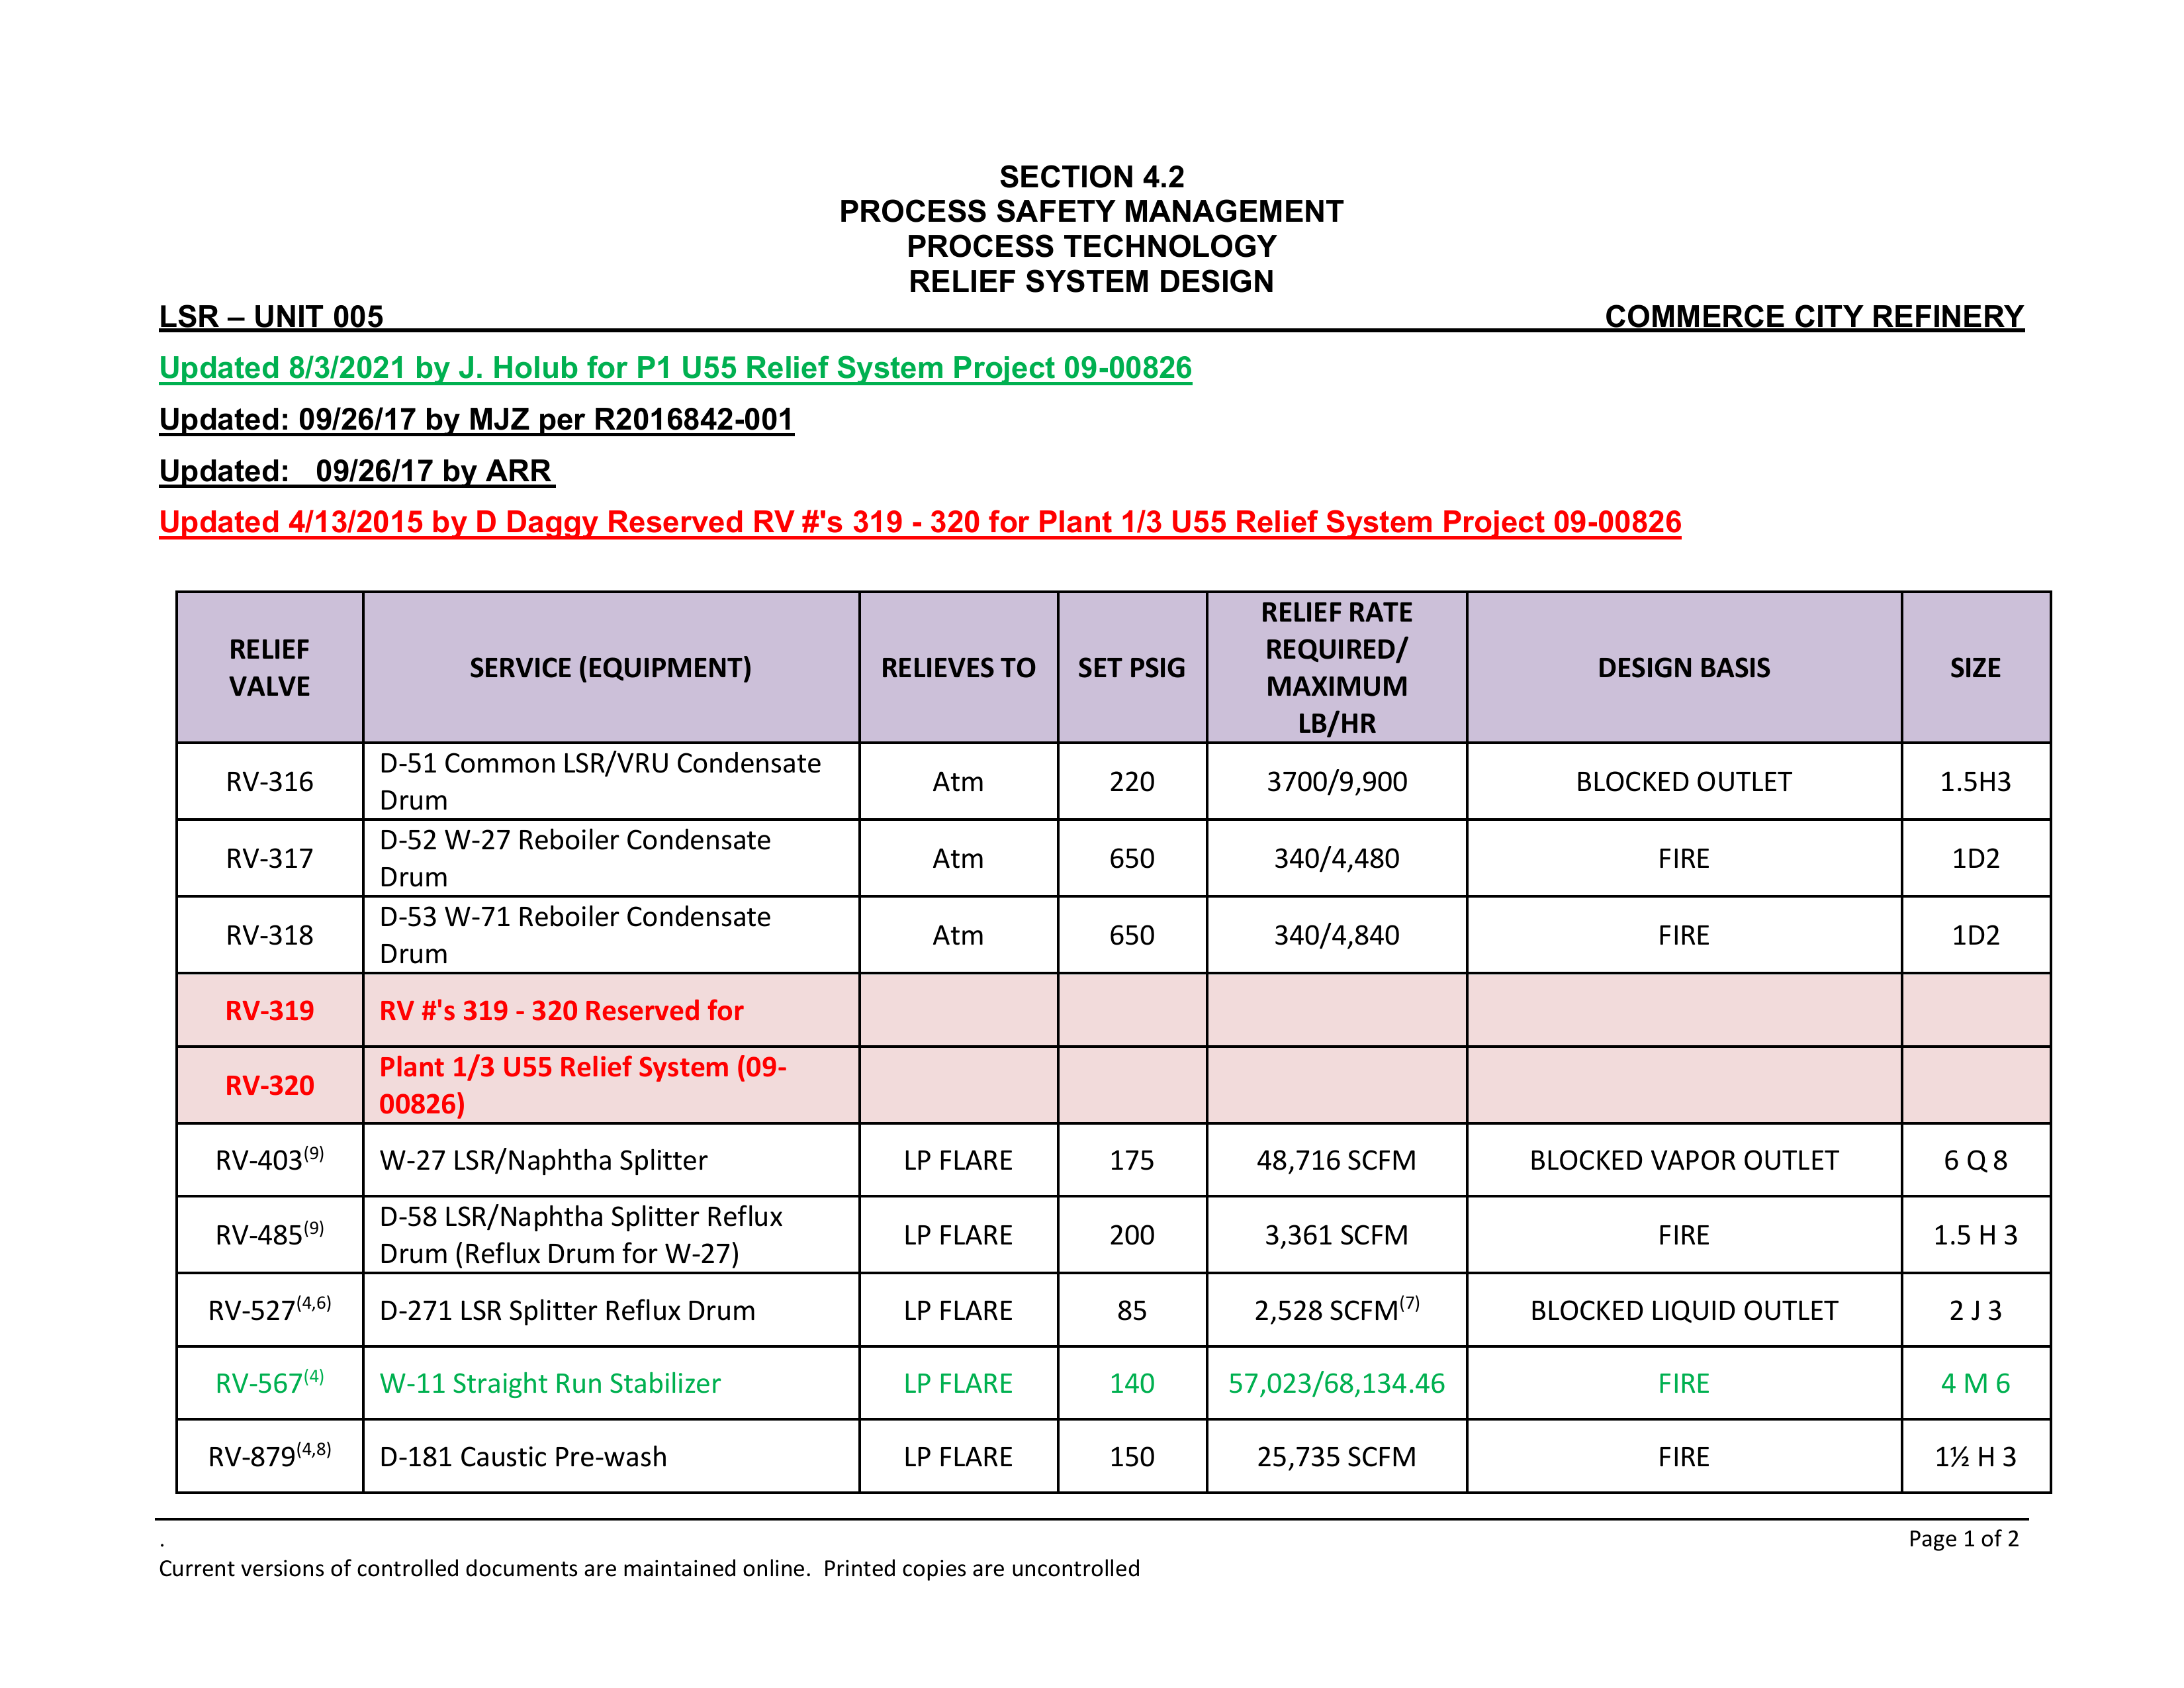 SECTION 4.2
PROCESS SAFETY MANAGEMENT
PROCESS TECHNOLOGY
RELIEF SYSTEM DESIGN
LSR – UNIT 005 COMMERCE CITY REFINERY
Updated 8/3/2021 by J. Holub for P1 U55 Relief System Project 09-00826
Updated: 09/26/17 by MJZ per R2016842-001
Updated: 09/26/17 by ARR
Updated 4/13/2015 by D Daggy Reserved RV #'s 319 - 320 for Plant 1/3 U55 Relief System Project 09-00826
RELIEF
VALVE
SERVICE (EQUIPMENT)
RELIEVES TO
SET PSIG
RELIEF RATE
REQUIRED/
MAXIMUM
LB/HR
DESIGN BASIS
SIZE
RV-316
D-51 Common LSR/VRU Condensate
Drum
Atm
220
3700/9,900
BLOCKED OUTLET
1.5H3
RV-317
D-52 W-27 Reboiler Condensate
Drum
Atm
650
340/4,480
FIRE
1D2
RV-318
D-53 W-71 Reboiler Condensate
Drum
Atm
650
340/4,840
FIRE
1D2
RV-319
RV #'s 319 - 320 Reserved for
RV-320
Plant 1/3 U55 Relief System (09-
00826)
RV-403(9)
W-27 LSR/Naphtha Splitter
LP FLARE
175
48,716 SCFM
BLOCKED VAPOR OUTLET
6 Q 8
RV-485(9)
D-58 LSR/Naphtha Splitter Reflux
Drum (Reflux Drum for W-27)
LP FLARE
200
3,361 SCFM
FIRE
1.5 H 3
RV-527(4,6)
D-271 LSR Splitter Reflux Drum
LP FLARE
85
2,528 SCFM(7)
BLOCKED LIQUID OUTLET
2 J 3
RV-567(4)
W-11 Straight Run Stabilizer
LP FLARE
140
57,023/68,134.46
FIRE
4 M 6
RV-879(4,8)
D-181 Caustic Pre-wash
LP FLARE
150
25,735 SCFM
FIRE
1½ H 3
. Page 1 of 2
Current versions of controlled documents are maintained online. Printed copies are uncontrolled